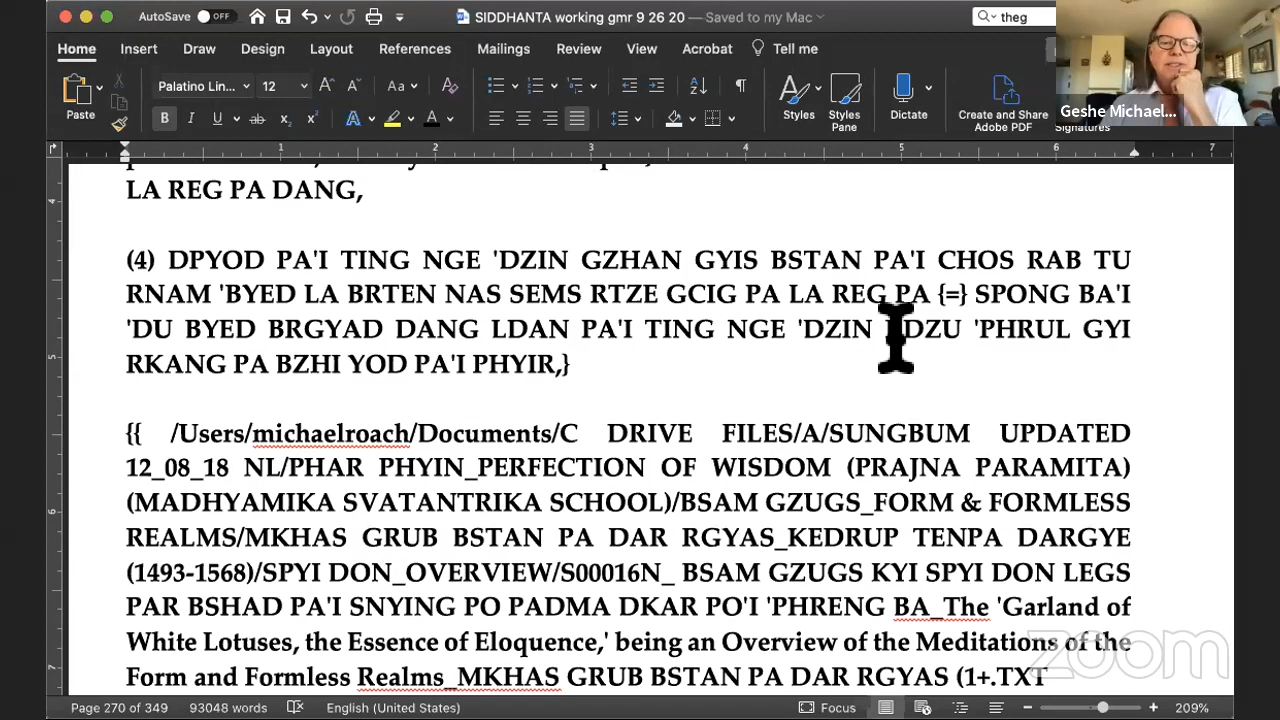 AutoSave OFF SIDDHANTA working gmr 9 26 20 — Saved to my Mac theg
Home Insert Draw Design Layout References Mailings Review View Acrobat Tell me
Palatino Lin... 12
Paste Styles Styles Pane Dictate Create and Share Adobe PDF Signatures
Geshe Michael...
1 2 3 4 5 6 7
LA REG PA DANG,
(4) DPYOD PA'I TING NGE 'DZIN GZHAN GYIS BSTAN PA'I CHOS RAB TU
RNAM 'BYED LA BRTEN NAS SEMS RTZE GCIG PA LA REG PA {=} SPONG BA'I
'DU BYED BRGYAD DANG LDAN PA'I TING NGE 'DZIN DZU 'PHRUL GYI
RKANG PA BZHI YOD PA'I PHYIR,}
{{ /Users/michaelroach/Documents/C DRIVE FILES/A/SUNGBUM UPDATED
12_08_18 NL/PHAR PHYIN_PERFECTION OF WISDOM (PRAJNA PARAMITA)
(MADHYAMIKA SVATANTRIKA SCHOOL)/BSAM GZUGS_FORM & FORMLESS
REALMS/MKHAS GRUB BSTAN PA DAR RGYAS_KEDRUP TENPA DARGYE
(1493-1568)/SPYI DON_OVERVIEW/S00016N_ BSAM GZUGS KYI SPYI DON LEGS
PAR BSHAD PA'I SNYING PO PADMA DKAR PO'I 'PHRENG BA_The 'Garland of
White Lotuses, the Essence of Eloquence,' being an Overview of the Meditations of the
Form and Formless Realms_MKHAS GRUB BSTAN PA DAR RGYAS (1+.TXT
zoom
Page 270 of 349 93048 words English (United States) Focus 209%